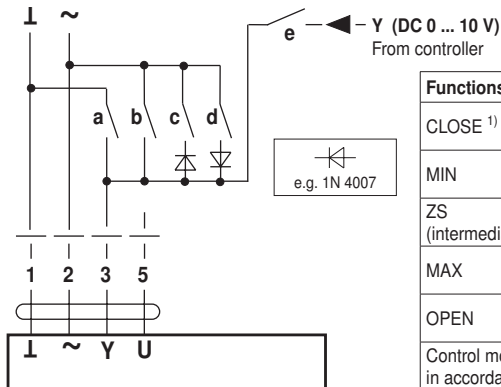 ⊥ ~
e
Y (DC 0 ... 10 V)
From controller
a b c d
e.g. 1N 4007
Functions
CLOSE 1)
MIN
ZS
(intermedi
MAX
OPEN
Control mo
in accorda
1 2 3 5
⊥ ~ Y U